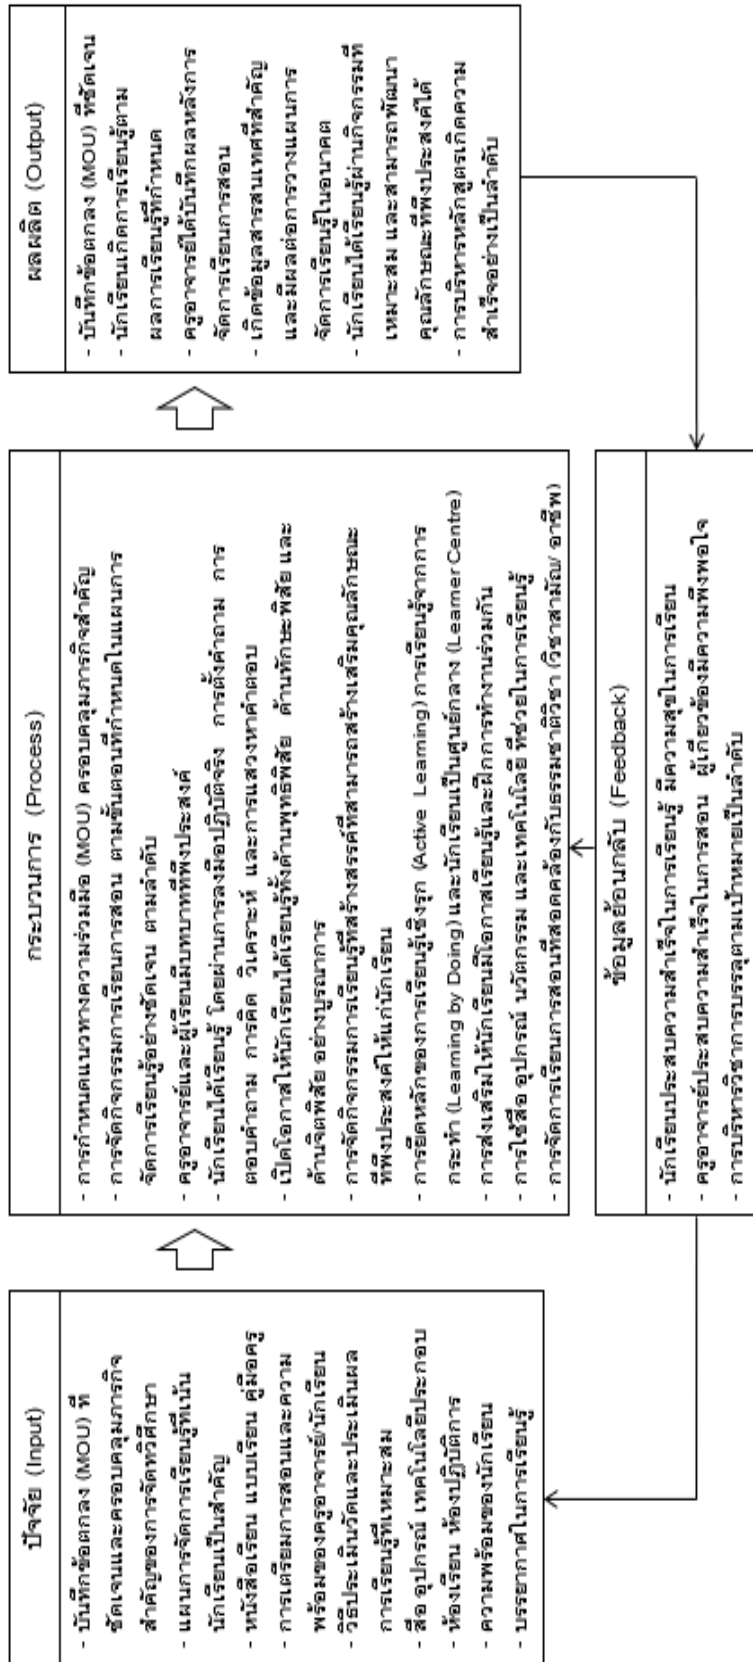 ปัจจัย (Input)
- บันทึกข้อตกลง (MOU) ที่
ชัดเจนและครอบคลุมภารกิจ
สำคัญของการจัดทวิศึกษา
- แผนการจัดการเรียนรู้ที่เน้น
นักเรียนเป็นสำคัญ
- หนังสือเรียน แบบเรียน คู่มือครู
- การเตรียมการสอนและความ
พร้อมของครูอาจารย์/นักเรียน
- วิธีประเมินวัดและประเมินผล
การเรียนรู้ที่เหมาะสม
- สื่อ อุปกรณ์ เทคโนโลยีประกอบ
- ห้องเรียน ห้องปฏิบัติการ
- ความพร้อมของนักเรียน
- บรรยากาศในการเรียนรู้
กระบวนการ (Process)
- การกำหนดแนวทางความร่วมมือ (MOU) ครอบคลุมภารกิจสำคัญ
- การจัดกิจกรรมการเรียนการสอน ตามขั้นตอนที่กำหนดในแผนการ
จัดการเรียนรู้อย่างชัดเจน ตามลำดับ
- ครูอาจารย์และผู้เรียนมีบทบาทที่พึงประสงค์
- นักเรียนได้เรียนรู้ โดยผ่านการลงมือปฏิบัติจริง การตั้งคำถาม การ
ตอบคำถาม การคิด วิเคราะห์ และการแสวงหาคำตอบ
- เปิดโอกาสให้นักเรียนได้เรียนรู้ทั้งด้านพุทธิพิสัย ด้านทักษะพิสัย และ
ด้านจิตพิสัย อย่างบูรณาการ
- การจัดกิจกรรมการเรียนรู้ที่สร้างสรรค์ที่สามารถสร้างเสริมคุณลักษณะ
ที่พึงประสงค์ให้แก่นักเรียน
- การยึดหลักของการเรียนรู้เชิงรุก (Active Learning) การเรียนรู้จากการ
กระทำ (Learning by Doing) และนักเรียนเป็นศูนย์กลาง (Learner Centre)
- การส่งเสริมให้นักเรียนมีโอกาสเรียนรู้และฝึกการทำงานร่วมกัน
- การใช้สื่อ อุปกรณ์ นวัตกรรม และเทคโนโลยี ที่ช่วยในการเรียนรู้
- การจัดการเรียนการสอนที่สอดคล้องกับธรรมชาติวิชา (วิชาสามัญ/ อาชีพ)
ผลผลิต (Output)
- บันทึกข้อตกลง (MOU) ที่ชัดเจน
- นักเรียนเกิดการเรียนรู้ตาม
ผลการเรียนรู้ที่กำหนด
- ครูอาจารย์ได้บันทึกผลหลังการ
จัดการเรียนการสอน
- เกิดข้อมูลสารสนเทศที่สำคัญ
และมีผลต่อการวางแผนการ
จัดการเรียนรู้ในอนาคต
- นักเรียนได้เรียนรู้ผ่านกิจกรรมที่
เหมาะสม และสามารถพัฒนา
คุณลักษณะที่พึงประสงค์ได้
- การบริหารหลักสูตรเกิดความ
สำเร็จอย่างเป็นลำดับ
ข้อมูลย้อนกลับ (Feedback)
- นักเรียนประสบความสำเร็จในการเรียนรู้ มีความสุขในการเรียน
- ครูอาจารย์ประสบความสำเร็จในการสอน ผู้เกี่ยวข้องมีความพึงพอใจ
- การบริหารวิชาการบรรลุตามเป้าหมายเป็นลำดับ